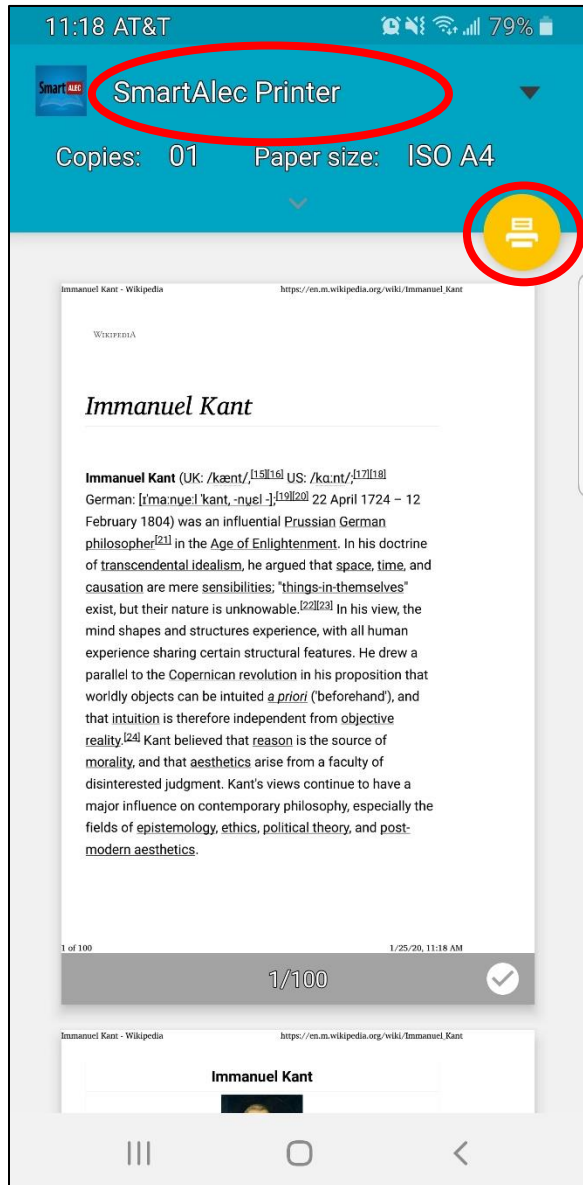 11:18 AT&T 79%
Smart ALEC
SmartAlec Printer
Copies: 01 Paper size: ISO A4
Immanuel Kant - Wikipedia https://en.m.wikipedia.org/wiki/Immanuel_Kant
WIKIPEDIA
Immanuel Kant
Immanuel Kant (UK: /kænt/,[15][16] US: /kɑːnt/;[17][18]
German: [ɪˈmaːnu̯eːl ˈkant, -nu̯ɛl -];[19][20] 22 April 1724 – 12
February 1804) was an influential Prussian German
philosopher[21] in the Age of Enlightenment. In his doctrine
of transcendental idealism, he argued that space, time, and
causation are mere sensibilities; "things-in-themselves"
exist, but their nature is unknowable.[22][23] In his view, the
mind shapes and structures experience, with all human
experience sharing certain structural features. He drew a
parallel to the Copernican revolution in his proposition that
worldly objects can be intuited a priori ('beforehand'), and
that intuition is therefore independent from objective
reality.[24] Kant believed that reason is the source of
morality, and that aesthetics arise from a faculty of
disinterested judgment. Kant's views continue to have a
major influence on contemporary philosophy, especially the
fields of epistemology, ethics, political theory, and post-
modern aesthetics.
1 of 100 1/25/20, 11:18 AM
1/100
Immanuel Kant - Wikipedia https://en.m.wikipedia.org/wiki/Immanuel_Kant
Immanuel Kant